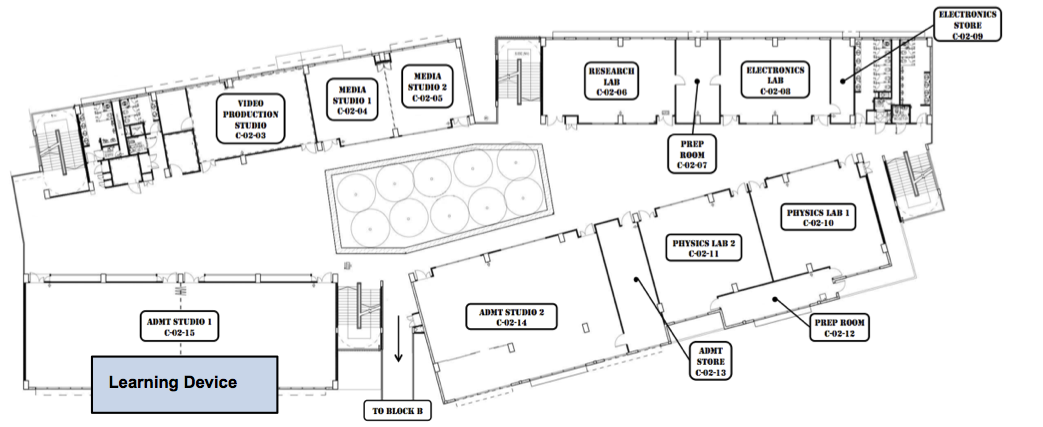 ELECTRONICS
STORE
C-02-09
RESEARCH
LAB
C-02-06
ELECTRONICS
LAB
C-02-08
MEDIA
STUDIO 2
C-02-05
MEDIA
STUDIO 1
C-02-04
VIDEO
PRODUCTION
STUDIO
C-02-03
PREP
ROOM
C-02-07
PHYSICS LAB 1
C-02-10
PHYSICS LAB 2
C-02-11
ADMT STUDIO 2
C-02-14
ADMT STUDIO 1
C-02-15
PREP ROOM
C-02-12
ADMT
STORE
C-02-13
Learning Device
TO BLOCK B